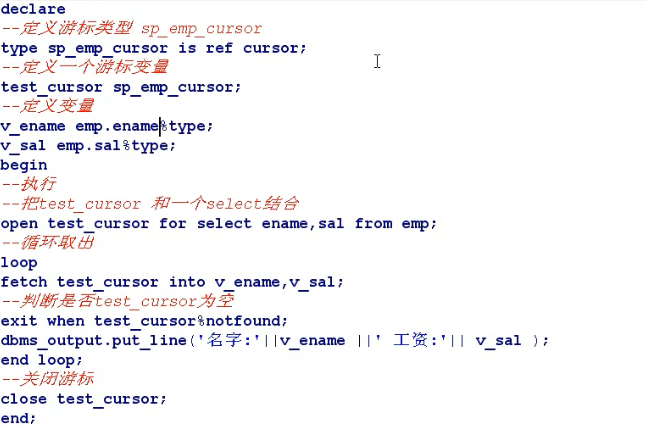 declare
--定义游标类型 sp_emp_cursor
type sp_emp_cursor is ref cursor;
--定义一个游标变量
test_cursor sp_emp_cursor;
--定义变量
v_ename emp.ename%type;
v_sal emp.sal%type;
begin
--执行
--把test_cursor 和一个select结合
open test_cursor for select ename,sal from emp;
--循环取出
loop
fetch test_cursor into v_ename,v_sal;
--判断是否test_cursor为空
exit when test_cursor%notfound;
dbms_output.put_line('名字:'||v_ename ||' 工资:'|| v_sal );
end loop;
--关闭游标
close test_cursor;
end;